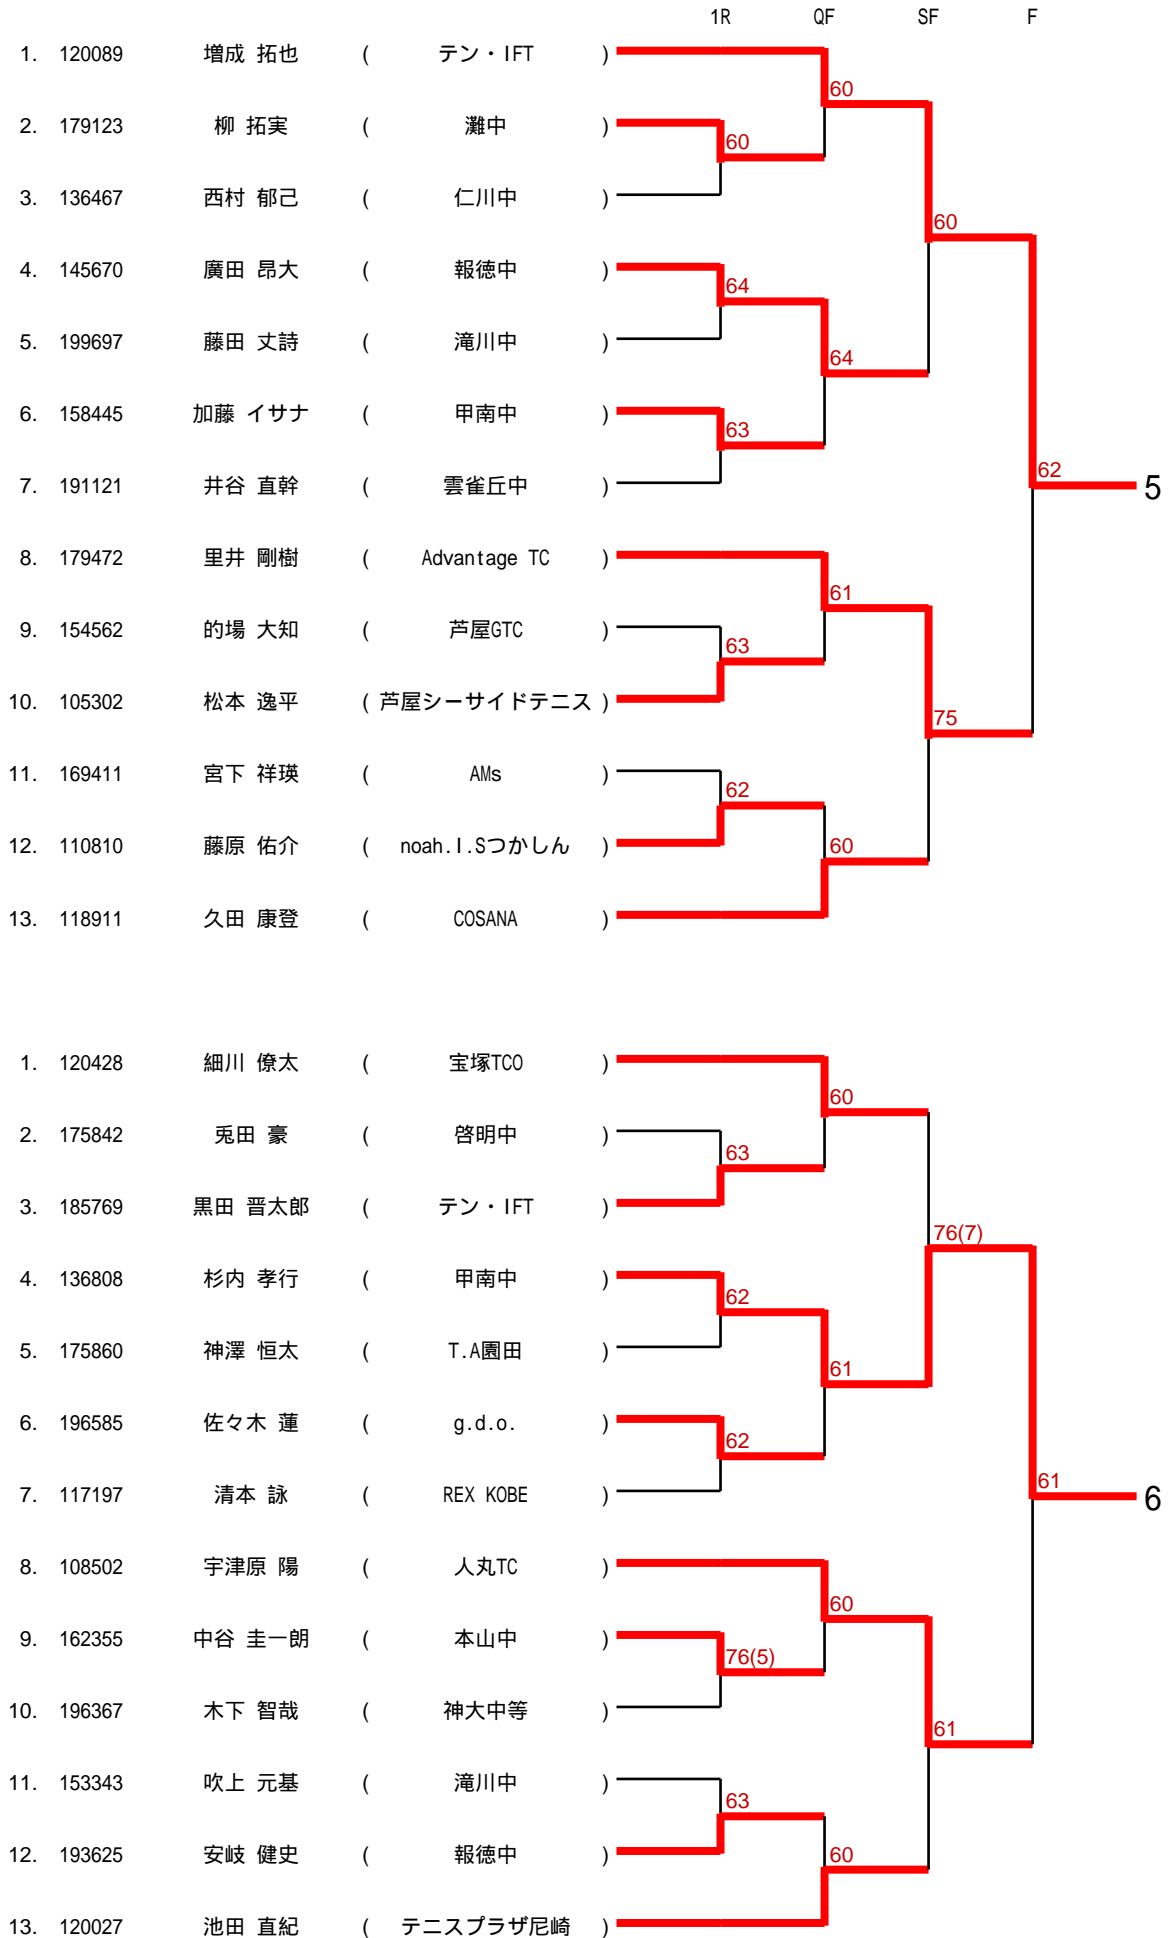 1R QF SF F
1. 120089 増成 拓也 ( テン・IFT )
60
2. 179123 柳 拓実 ( 灘中 )
60
3. 136467 西村 郁己 ( 仁川中 )
60
4. 145670 廣田 昂大 ( 報徳中 )
64
5. 199697 藤田 丈詩 ( 滝川中 )
64
6. 158445 加藤 イサナ ( 甲南中 )
63
62
7. 191121 井谷 直幹 ( 雲雀丘中 )
5
8. 179472 里井 剛樹 ( Advantage TC )
61
9. 154562 的場 大知 ( 芦屋GTC )
63
10. 105302 松本 逸平 ( 芦屋シーサイドテニス )
75
11. 169411 宮下 祥瑛 ( AMs )
62
12. 110810 藤原 佑介 ( noah.I.Sつかしん )
60
13. 118911 久田 康登 ( COSANA )
1. 120428 細川 僚太 ( 宝塚TCO )
60
2. 175842 兎田 豪 ( 啓明中 )
63
3. 185769 黒田 晋太郎 ( テン・IFT )
76(7)
4. 136808 杉内 孝行 ( 甲南中 )
62
5. 175860 神澤 恒太 ( T.A園田 )
61
6. 196585 佐々木 蓮 ( g.d.o. )
62
61
7. 117197 清本 詠 ( REX KOBE )
6
8. 108502 宇津原 陽 ( 人丸TC )
60
9. 162355 中谷 圭一朗 ( 本山中 )
76(5)
10. 196367 木下 智哉 ( 神大中等 )
61
11. 153343 吹上 元基 ( 滝川中 )
63
12. 193625 安岐 健史 ( 報徳中 )
60
13. 120027 池田 直紀 ( テニスプラザ尼崎 )